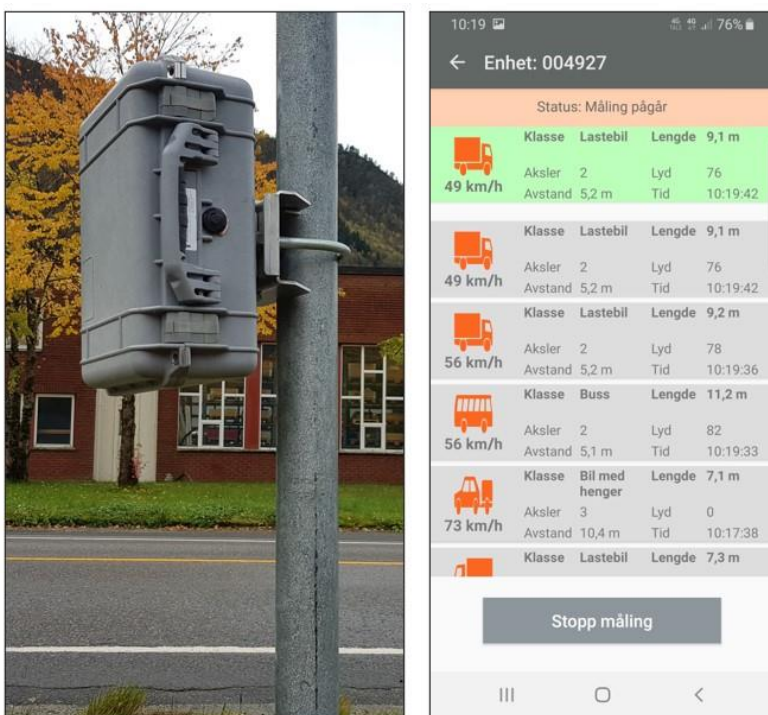 10:19 76%
Enhet: 004927
Status: Måling pågår
Klasse Lastebil Lengde 9,1 m
Aksler 2 Lyd 76
49 km/h
Avstand 5,2 m Tid 10:19:42
Klasse Lastebil Lengde 9,1 m
Aksler 2 Lyd 76
49 km/h
Avstand 5,2 m Tid 10:19:42
Klasse Lastebil Lengde 9,2 m
Aksler 2 Lyd 78
56 km/h
Avstand 5,2 m Tid 10:19:36
Klasse Buss Lengde 11,2 m
Aksler 2 Lyd 82
56 km/h
Avstand 5,1 m Tid 10:19:33
Klasse Bil med henger Lengde 7,1 m
Aksler 3 Lyd 0
73 km/h
Avstand 10,4 m Tid 10:17:38
Klasse Lastebil Lengde 7,3 m
Stopp måling